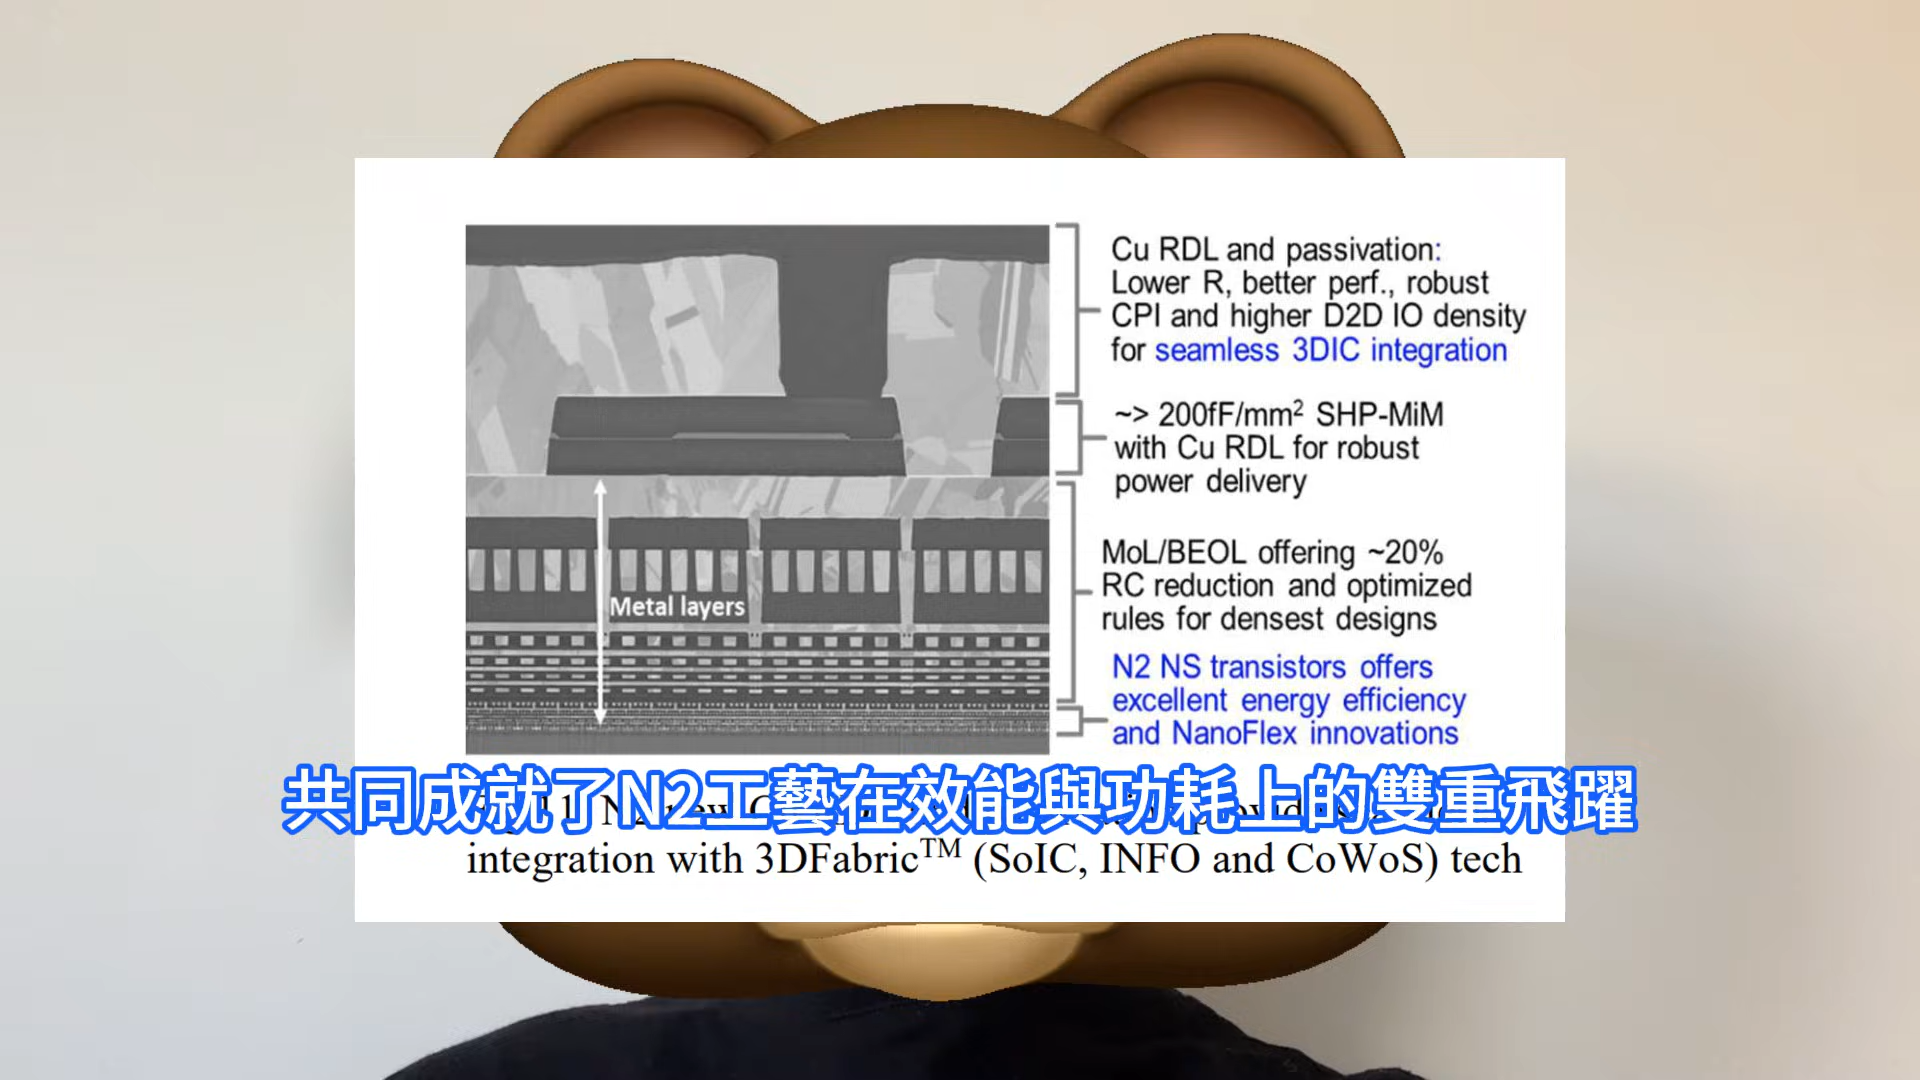 Cu RDL and passivation:
Lower R, better perf., robust
CPI and higher D2D IO density
for seamless 3DIC integration
~> 200fF/mm² SHP-MiM
with Cu RDL for robust
power delivery
MoL/BEOL offering ~20%
RC reduction and optimized
rules for densest designs
Metal layers
N2 NS transistors offers
excellent energy efficiency
and NanoFlex innovations
共同成就了N2工藝在效能與功耗上的雙重飛躍
integration with 3DFabric™ (SoIC, INFO and CoWoS) tech